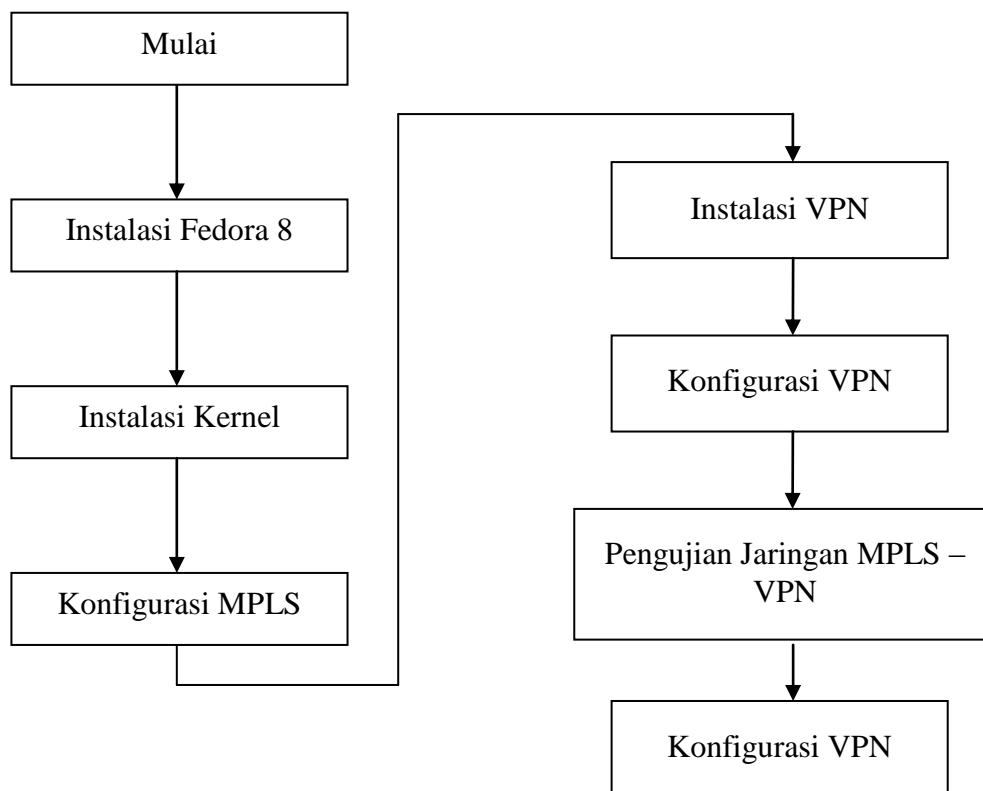 Mulai
Instalasi Fedora 8
Instalasi Kernel
Konfigurasi MPLS
Instalasi VPN
Konfigurasi VPN
Pengujian Jaringan MPLS –
VPN
Konfigurasi VPN